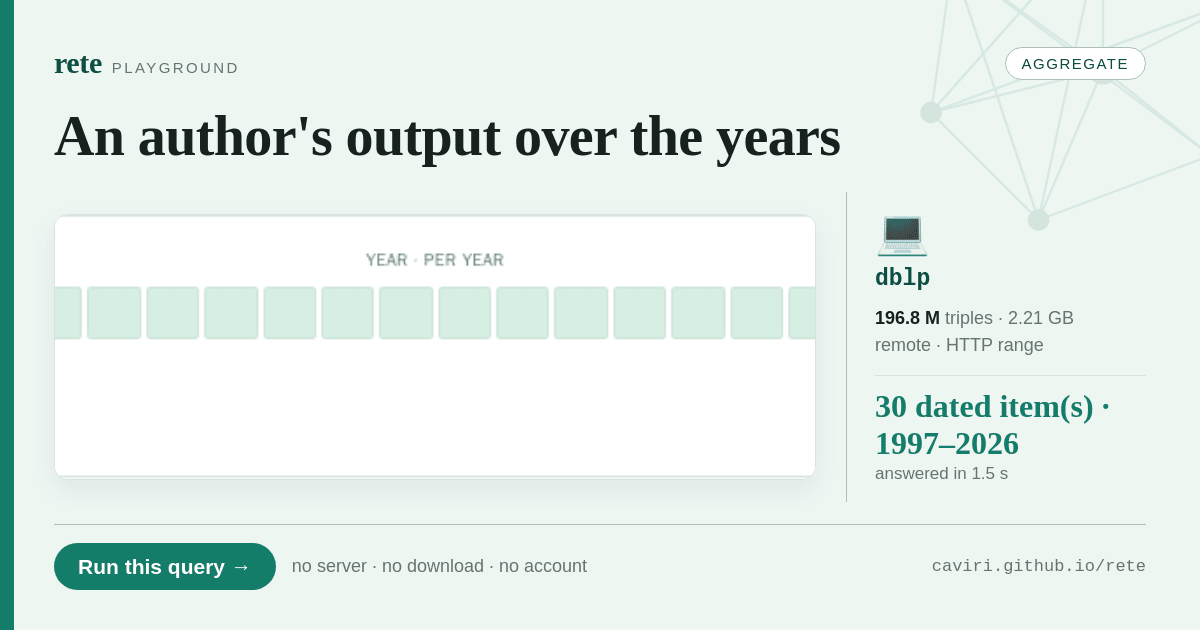 rete PLAYGROUND
AGGREGATE
An author's output over the years
YEAR · PER YEAR
dblp
196.8 M triples · 2.21 GB
remote · HTTP range
30 dated item(s) ·
1997–2026
answered in 1.5 s
Run this query →
no server · no download · no account
caviri.github.io/rete